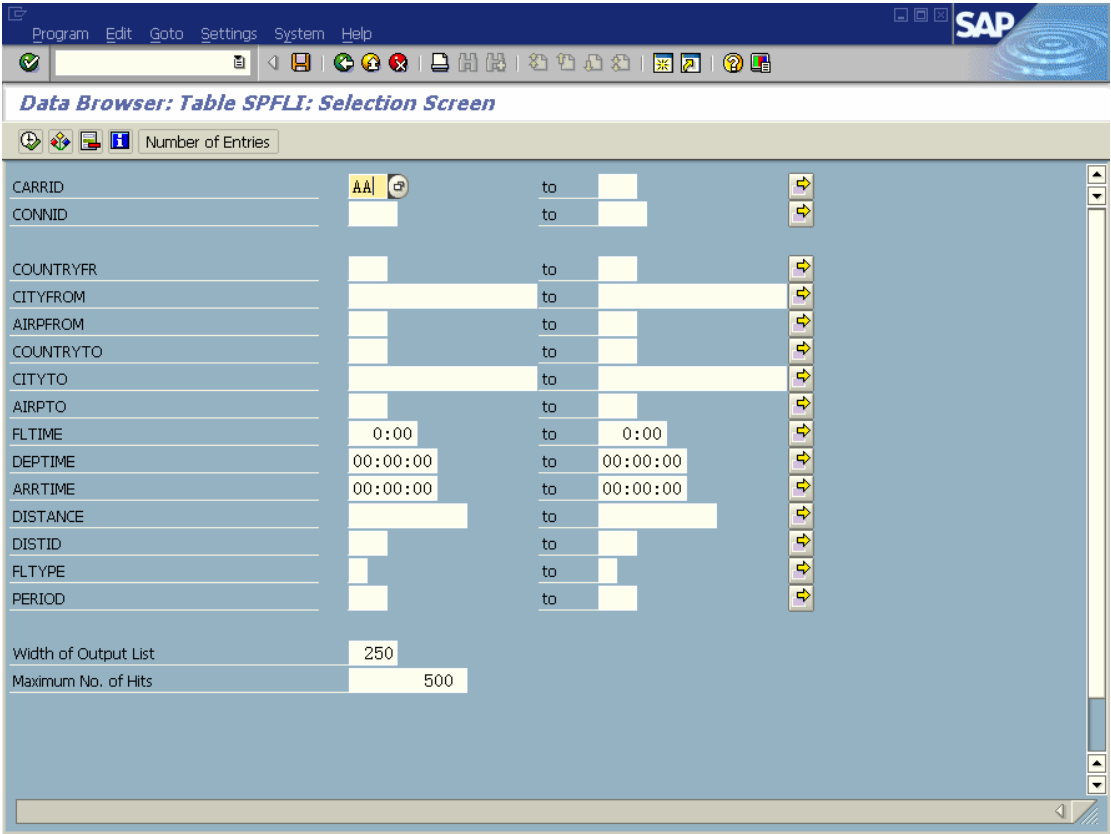 SAP
Program Edit Goto Settings System Help
Data Browser: Table SPFLI: Selection Screen
Number of Entries
CARRID AA to
CONNID to
COUNTRYFR to
CITYFROM to
AIRPFROM to
COUNTRYTO to
CITYTO to
AIRPTO to
FLTIME 0:00 to 0:00
DEPTIME 00:00:00 to 00:00:00
ARRTIME 00:00:00 to 00:00:00
DISTANCE to
DISTID to
FLTYPE to
PERIOD to
Width of Output List 250
Maximum No. of Hits 500